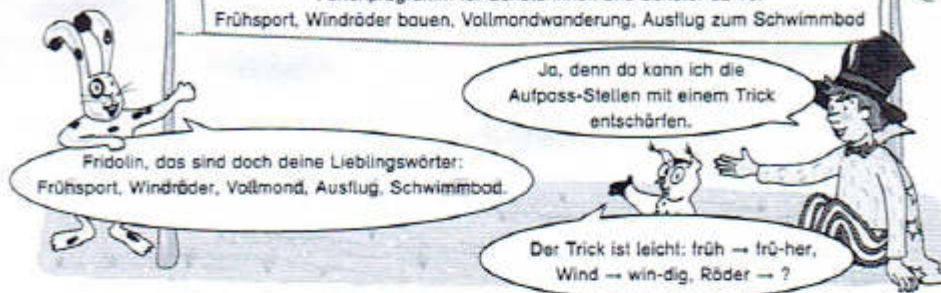 Frühsport, Windräder bauen, Vollmondwanderung, Ausflug zum Schwimmbad
Ja, denn da kann ich die
Aufpass-Stellen mit einem Trick
entschärfen.
Fridolin, das sind doch deine Lieblingswörter:
Frühsport, Windräder, Vollmond, Ausflug, Schwimmbad.
Der Trick ist leicht: früh → frü-her,
Wind → win-dig, Räder → ?